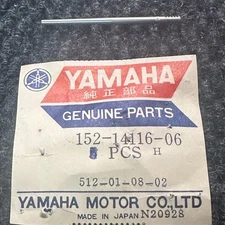 YAMAHA
純正部品
GENUINE PARTS
152-14116-06
PCS H
512-01-08-02
YAMAHA MOTOR CO.,LTD
MADE IN JAPAN N20928